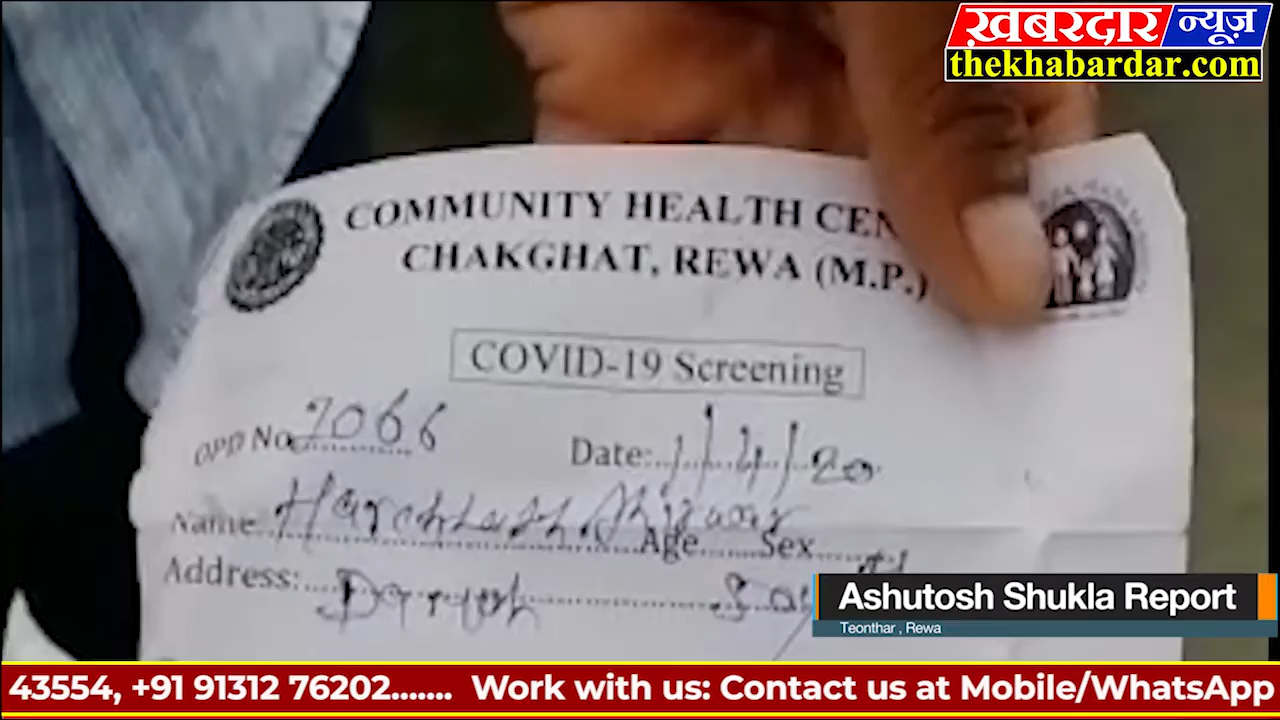 ख़बरदार न्यूज़
thekhabardar.com
COMMUNITY HEALTH CEN
CHAKGHAT, REWA (M.P.)
COVID-19 Screening
OPD No 7066 Date: 1/4/20
Name
Age Sex
Address:
Ashutosh Shukla Report
Teonthar , Rewa
43554, +91 91312 76202....... Work with us: Contact us at Mobile/WhatsApp